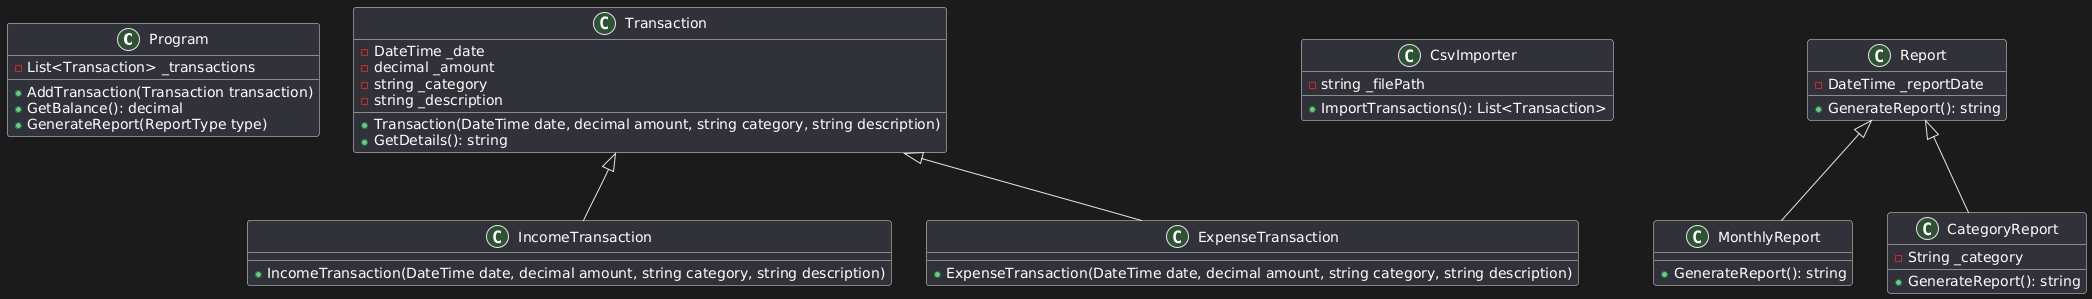 C Program
List<Transaction> _transactions
AddTransaction(Transaction transaction)
GetBalance(): decimal
GenerateReport(ReportType type)
C Transaction
DateTime _date
decimal _amount
string _category
string _description
Transaction(DateTime date, decimal amount, string category, string description)
GetDetails(): string
C CsvImporter
string _filePath
ImportTransactions(): List<Transaction>
C Report
DateTime _reportDate
GenerateReport(): string
C IncomeTransaction
IncomeTransaction(DateTime date, decimal amount, string category, string description)
C ExpenseTransaction
ExpenseTransaction(DateTime date, decimal amount, string category, string description)
C MonthlyReport
GenerateReport(): string
C CategoryReport
String _category
GenerateReport(): string